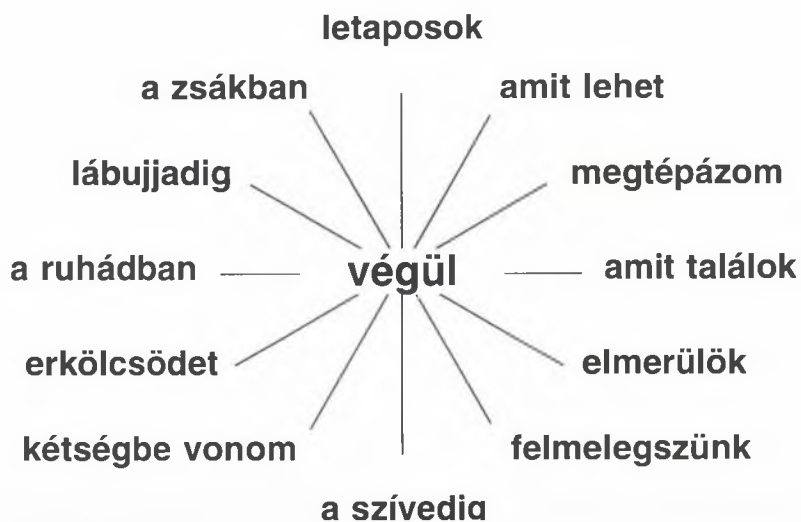 letaposok
a zsákban
amit lehet
lábujjadig
megtépázom
a ruhádban
végül
amit találok
erkölcsödet
elmerülök
kétségbe vonom
felmelegszünk
a szívedig